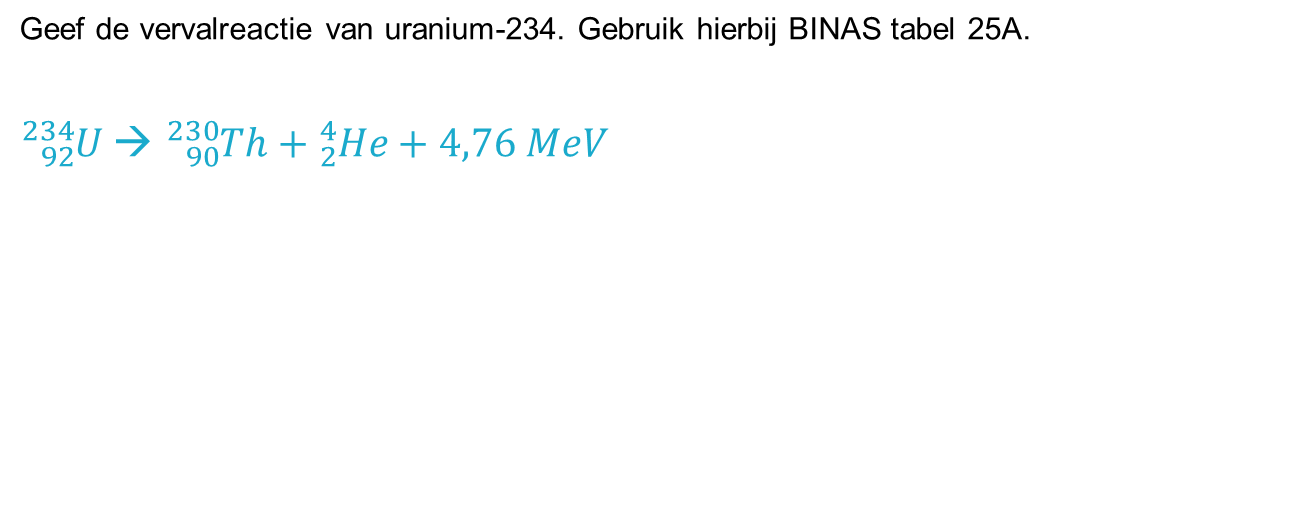 Geef de vervalreactie van uranium-234. Gebruik hierbij BINAS tabel 25A.
²³⁴₉₂U → ²³⁰₉₀Th + ⁴₂He + 4,76 MeV